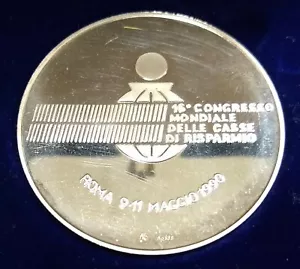 16° CONGRESSO
MONDIALE
DELLE CASSE
DI RISPARMIO
ROMA 9-11 MAGGIO 1990